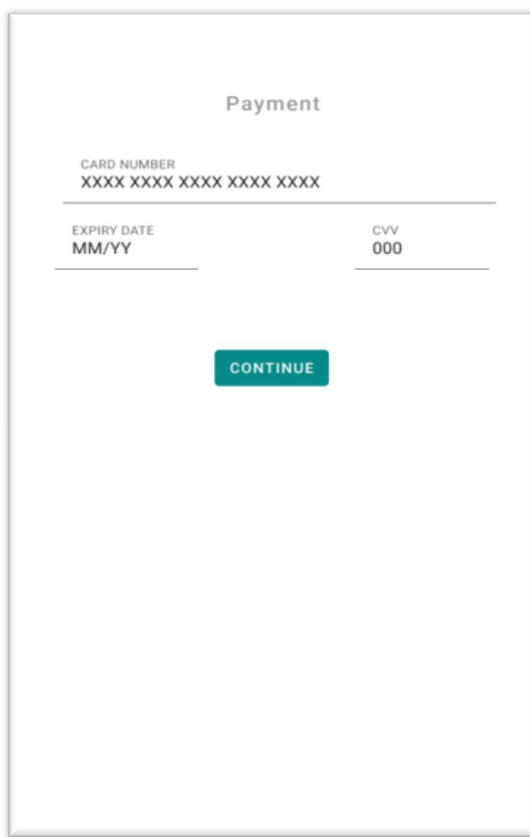 Payment
CARD NUMBER
XXXX XXXX XXXX XXXX XXXX
EXPIRY DATE
MM/YY
CVV
000
CONTINUE